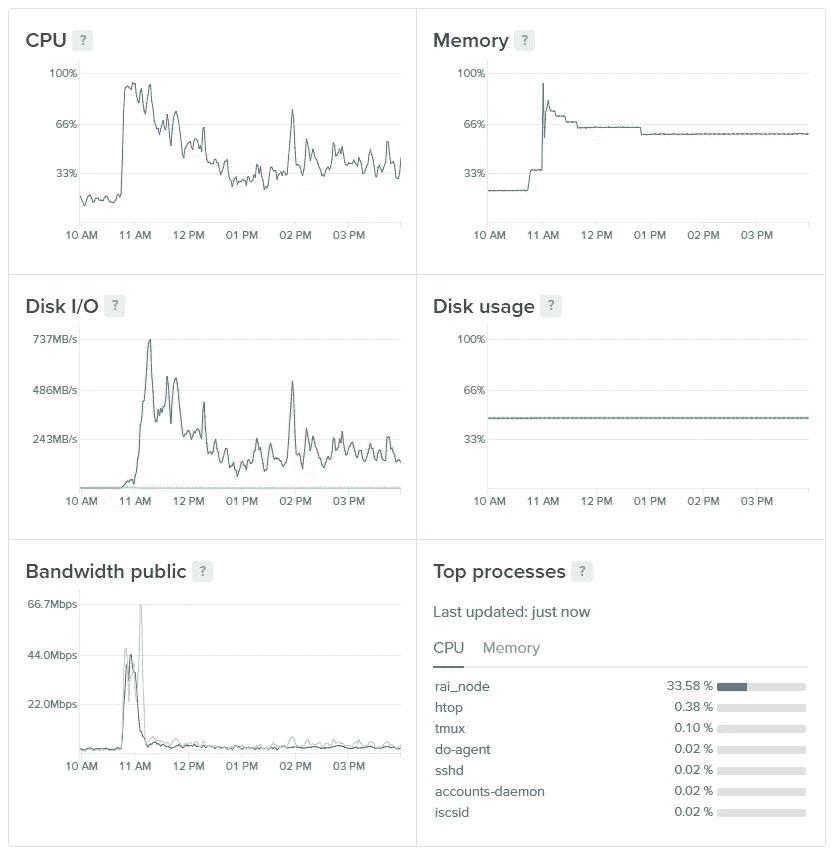 CPU ?
100%
66%
33%
10 AM 11 AM 12 PM 01 PM 02 PM 03 PM
Memory ?
100%
66%
33%
10 AM 11 AM 12 PM 01 PM 02 PM 03 PM
Disk I/O ?
737MB/s
486MB/s
243MB/s
10 AM 11 AM 12 PM 01 PM 02 PM 03 PM
Disk usage ?
100%
66%
33%
10 AM 11 AM 12 PM 01 PM 02 PM 03 PM
Bandwidth public ?
66.7Mbps
44.0Mbps
22.0Mbps
10 AM 11 AM 12 PM 01 PM 02 PM 03 PM
Top processes ?
Last updated: just now
CPU Memory
rai_node 33.58 %
htop 0.38 %
tmux 0.10 %
do-agent 0.02 %
sshd 0.02 %
accounts-daemon 0.02 %
iscsid 0.02 %